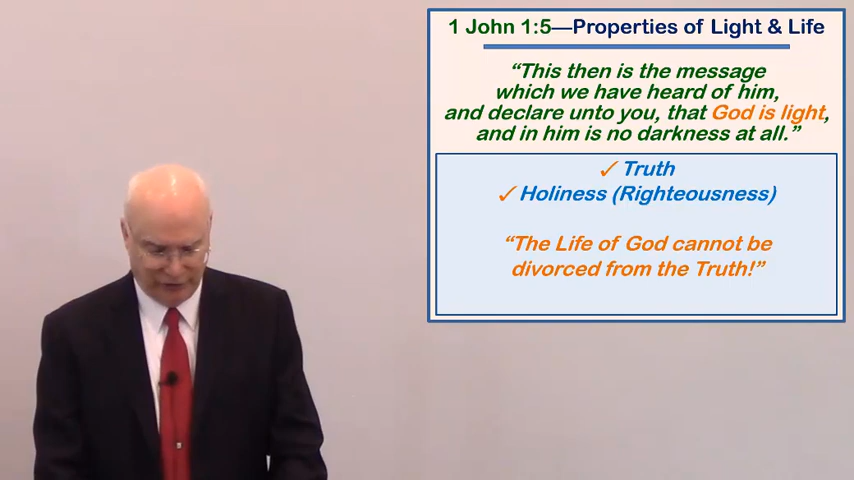 1 John 1:5—Properties of Light & Life
“This then is the message
which we have heard of him,
and declare unto you, that God is light,
and in him is no darkness at all.”
✓ Truth
✓ Holiness (Righteousness)
“The Life of God cannot be
divorced from the Truth!”